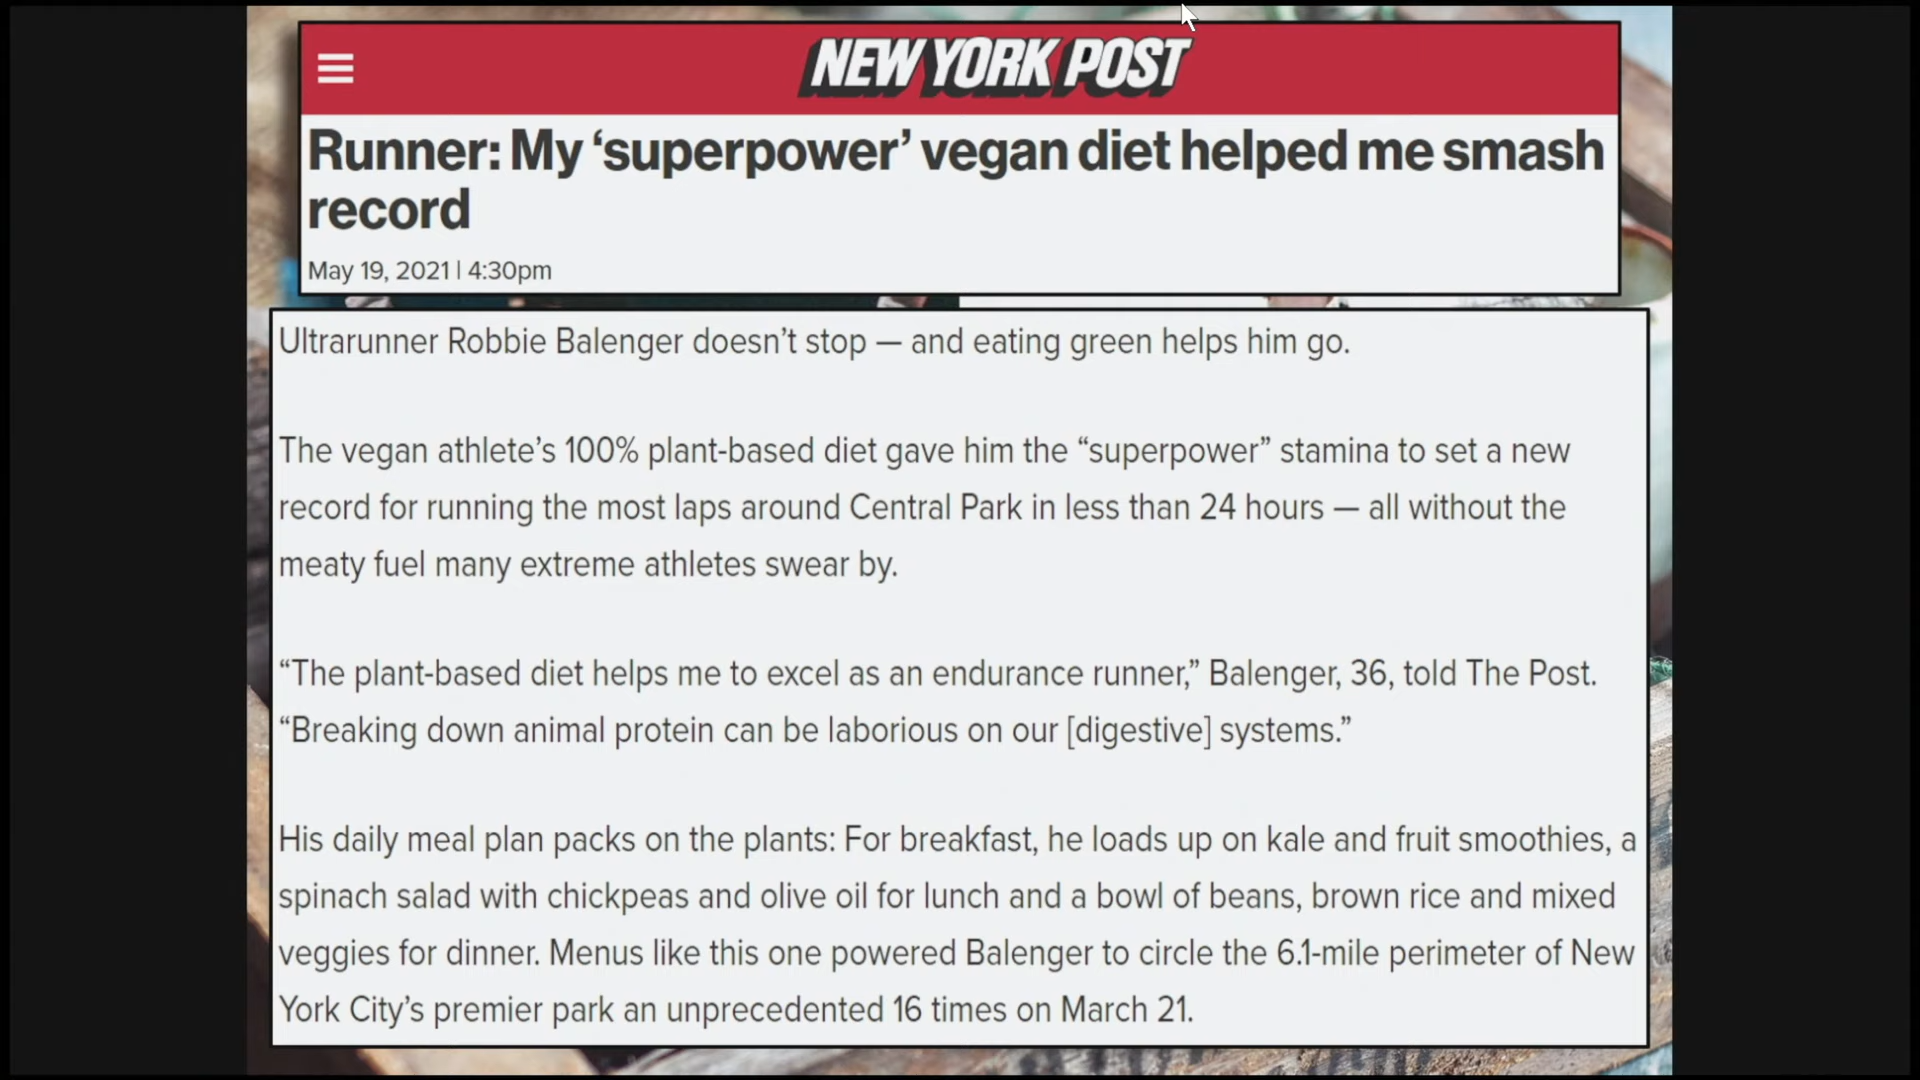 NEW YORK POST
Runner: My ‘superpower’ vegan diet helped me smash
record
May 19, 2021 | 4:30pm
Ultrarunner Robbie Balenger doesn’t stop — and eating green helps him go.
The vegan athlete’s 100% plant-based diet gave him the “superpower” stamina to set a new
record for running the most laps around Central Park in less than 24 hours — all without the
meaty fuel many extreme athletes swear by.
“The plant-based diet helps me to excel as an endurance runner,” Balenger, 36, told The Post.
“Breaking down animal protein can be laborious on our [digestive] systems.”
His daily meal plan packs on the plants: For breakfast, he loads up on kale and fruit smoothies, a
spinach salad with chickpeas and olive oil for lunch and a bowl of beans, brown rice and mixed
veggies for dinner. Menus like this one powered Balenger to circle the 6.1-mile perimeter of New
York City’s premier park an unprecedented 16 times on March 21.